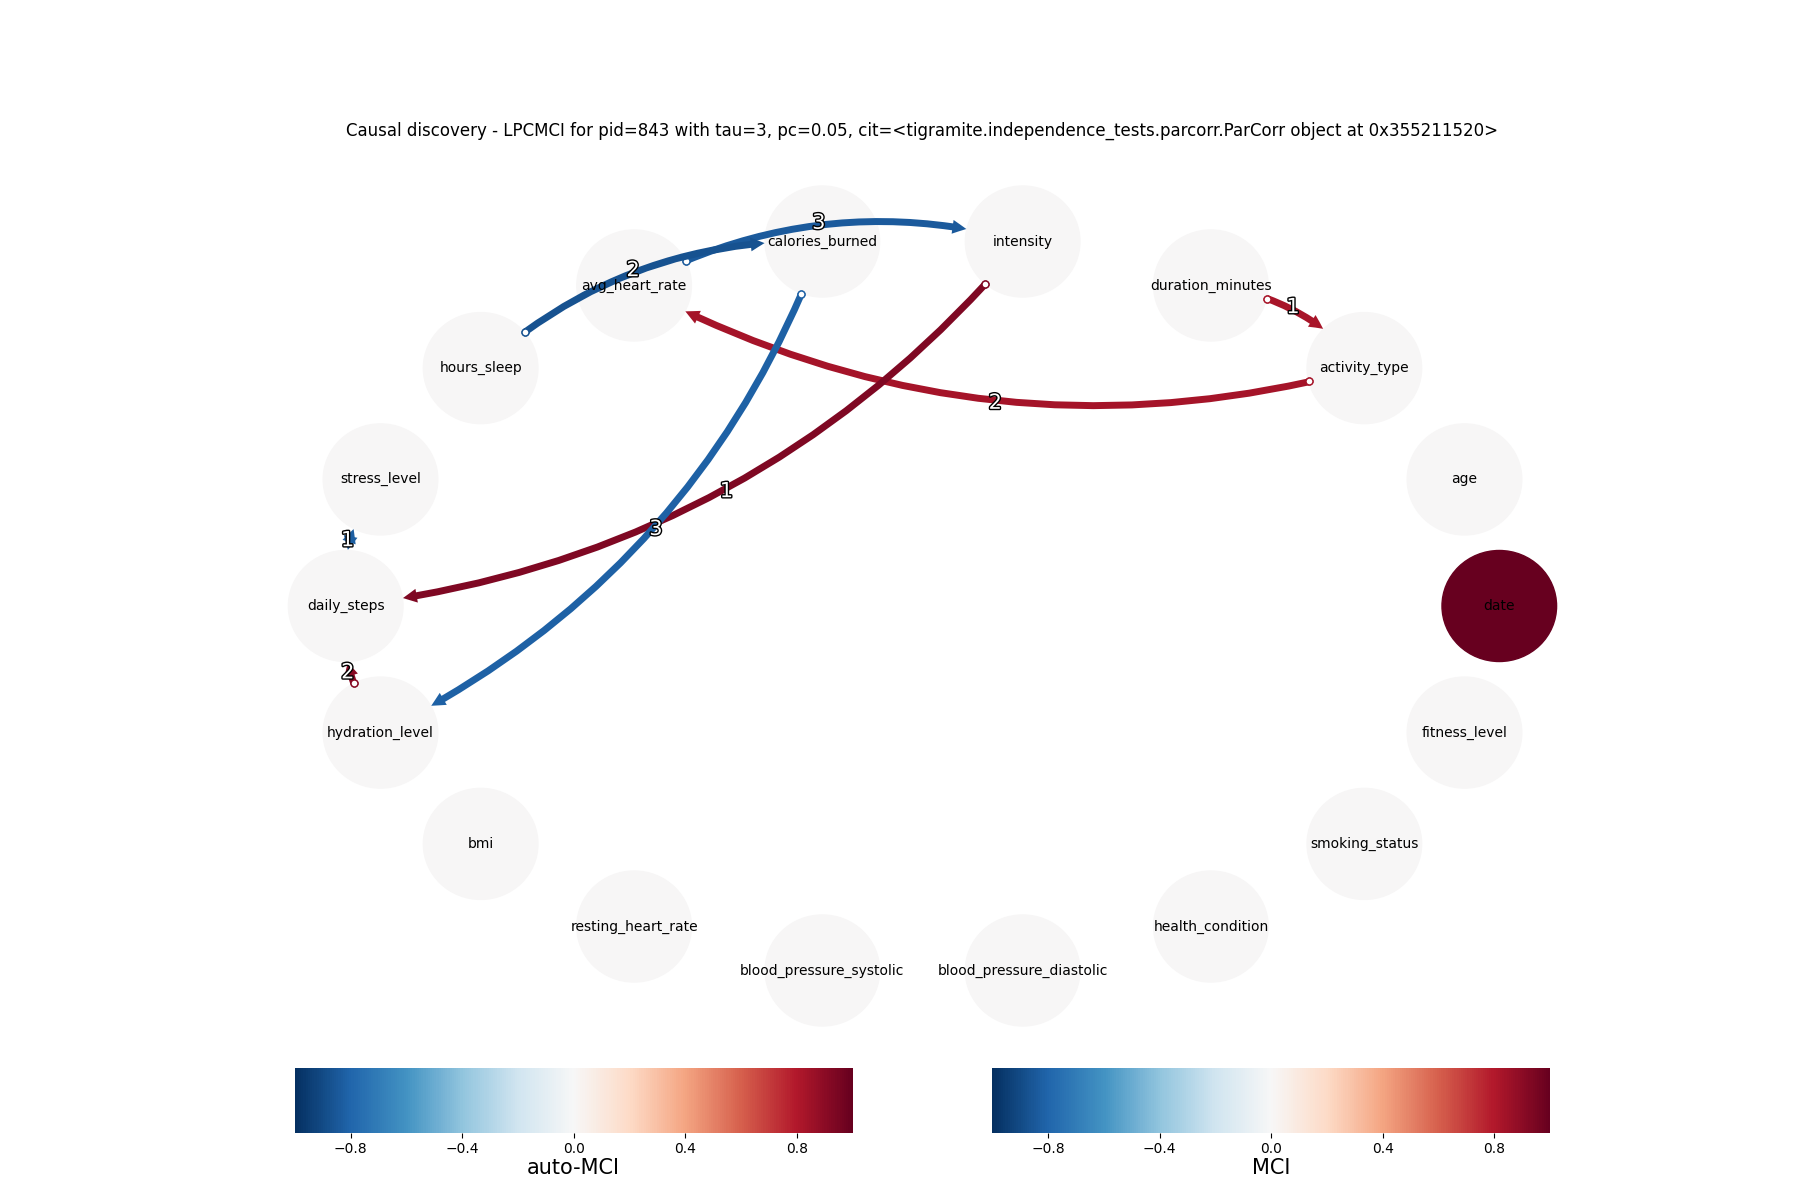 Causal discovery - LPCMCI for pid=843 with tau=3, pc=0.05, cit=<tigramite.independence_tests.parcorr.ParCorr object at 0x355211520>
3
calories_burned
intensity
2
avg_heart_rate
duration_minutes
1
hours_sleep
activity_type
2
stress_level
age
1
3
1
daily_steps
date
2
hydration_level
fitness_level
bmi
smoking_status
resting_heart_rate
health_condition
blood_pressure_systolic
blood_pressure_diastolic
−0.8 −0.4 0.0 0.4 0.8
auto-MCI
−0.8 −0.4 0.0 0.4 0.8
MCI